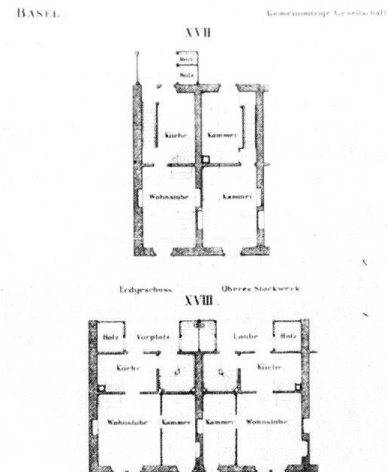 BASEL.
Gemeinnützige Gesellschaft
XVII
Holz
Küche
Kammer
Wohnstube
Kammer
Erdgeschoss
Oberes Stockwerk
XVIII
Holz
Vorplatz
Laube
Holz
Küche
Küche
Wohnstube
Kammer
Kammer
Wohnstube